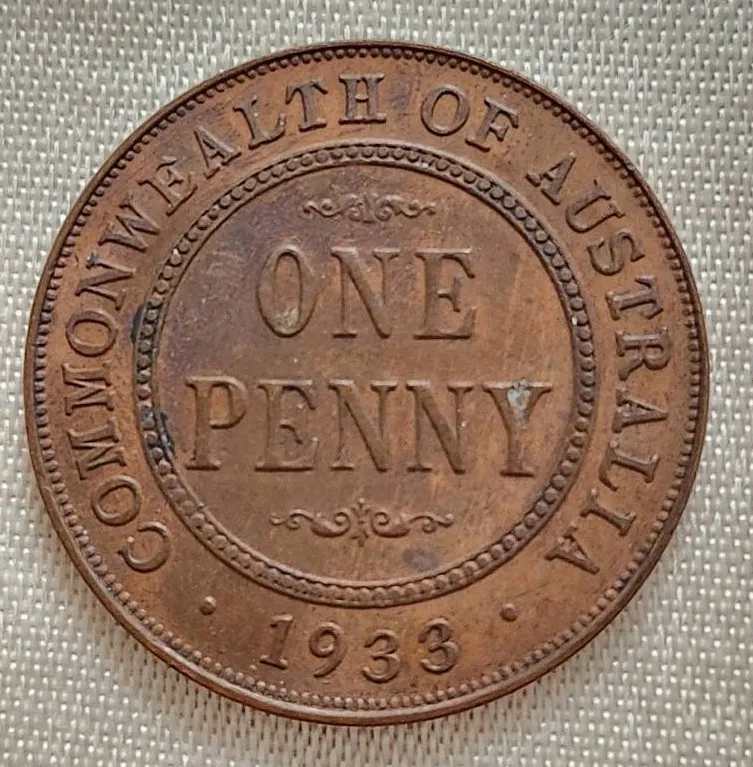 COMMONWEALTH OF AUSTRALIA
ONE
PENNY
· 1933 ·